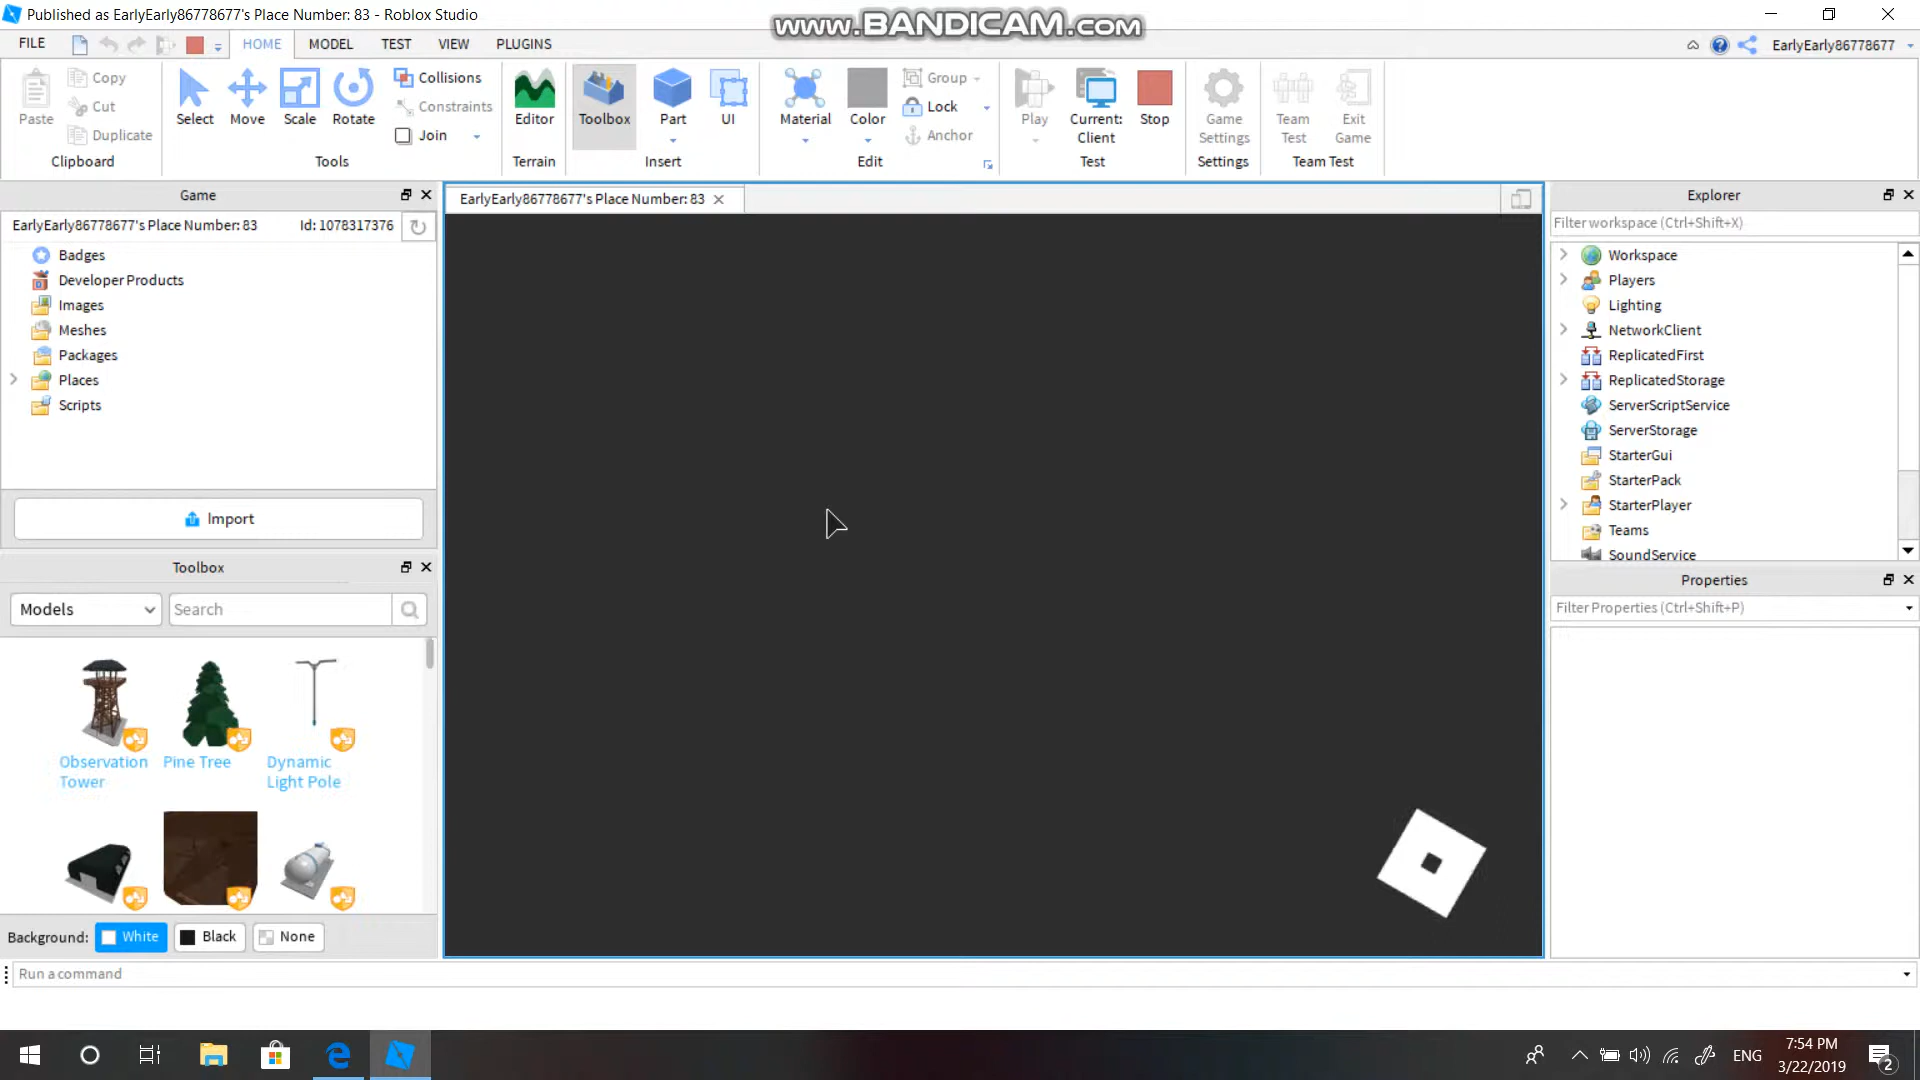 Published as EarlyEarly86778677's Place Number: 83 - Roblox Studio
www.BANDICAM.com
FILE
HOME
MODEL
TEST
VIEW
PLUGINS
EarlyEarly86778677
Paste
Copy
Cut
Duplicate
Clipboard
Select
Move
Scale
Rotate
Collisions
Constraints
Join
Tools
Editor
Terrain
Toolbox
Part
UI
Insert
Material
Color
Group
Lock
Anchor
Edit
Play
Current:
Client
Stop
Test
Game
Settings
Settings
Team
Test
Exit
Game
Team Test
Game
EarlyEarly86778677's Place Number: 83
Id: 1078317376
Badges
Developer Products
Images
Meshes
Packages
Places
Scripts
Import
Toolbox
Models
Search
Observation
Tower
Pine Tree
Dynamic
Light Pole
Background:
White
Black
None
Run a command
EarlyEarly86778677's Place Number: 83
Explorer
Filter workspace (Ctrl+Shift+X)
Workspace
Players
Lighting
NetworkClient
ReplicatedFirst
ReplicatedStorage
ServerScriptService
ServerStorage
StarterGui
StarterPack
StarterPlayer
Teams
SoundService
Properties
Filter Properties (Ctrl+Shift+P)
ENG
7:54 PM
3/22/2019
2